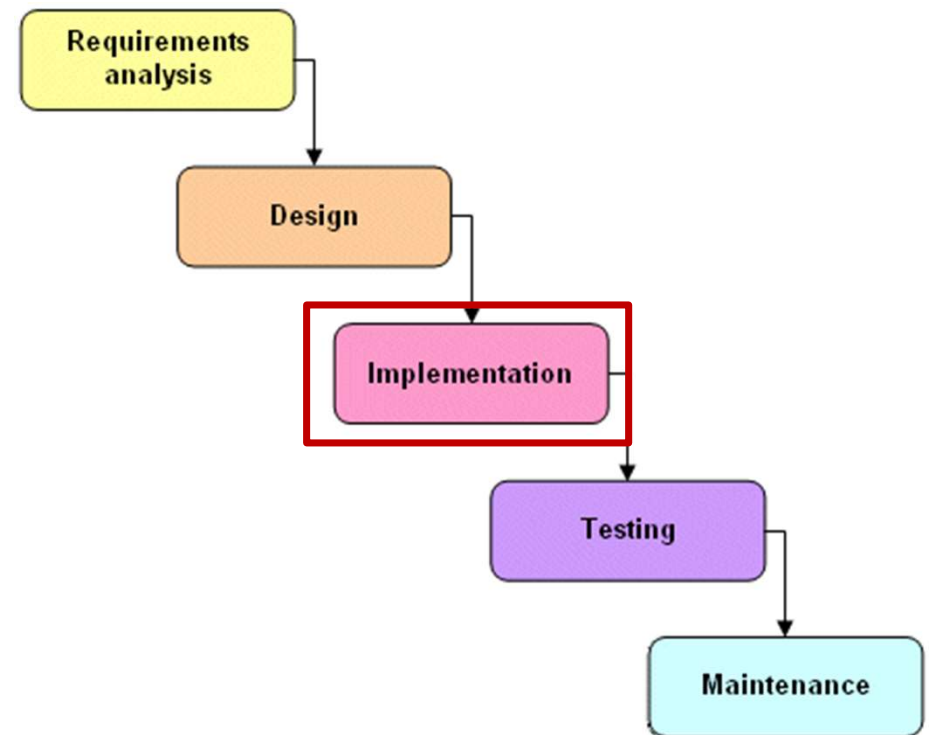 Requirements
analysis
Design
Implementation
Testing
Maintenance